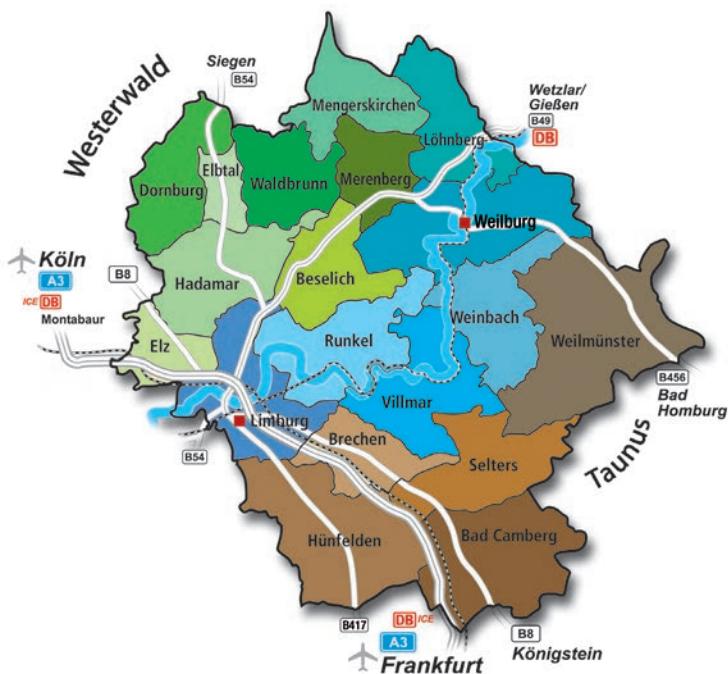 Siegen
B54
Westerwald
Mengerskirchen
Wetzlar/
Gießen
B49
DB
Löhnberg
Elbtal
Dornburg
Waldbrunn
Merenberg
Weilburg
Köln
A3
ICE DB
Montabaur
B8
Hadamar
Beselich
Elz
Runkel
Weinbach
Weilmünster
B456
Bad
Homburg
Villmar
Limburg
B54
Brechen
Selters
Taunus
Hünfelden
Bad Camberg
B417
DB ICE
A3
Frankfurt
B8
Königstein